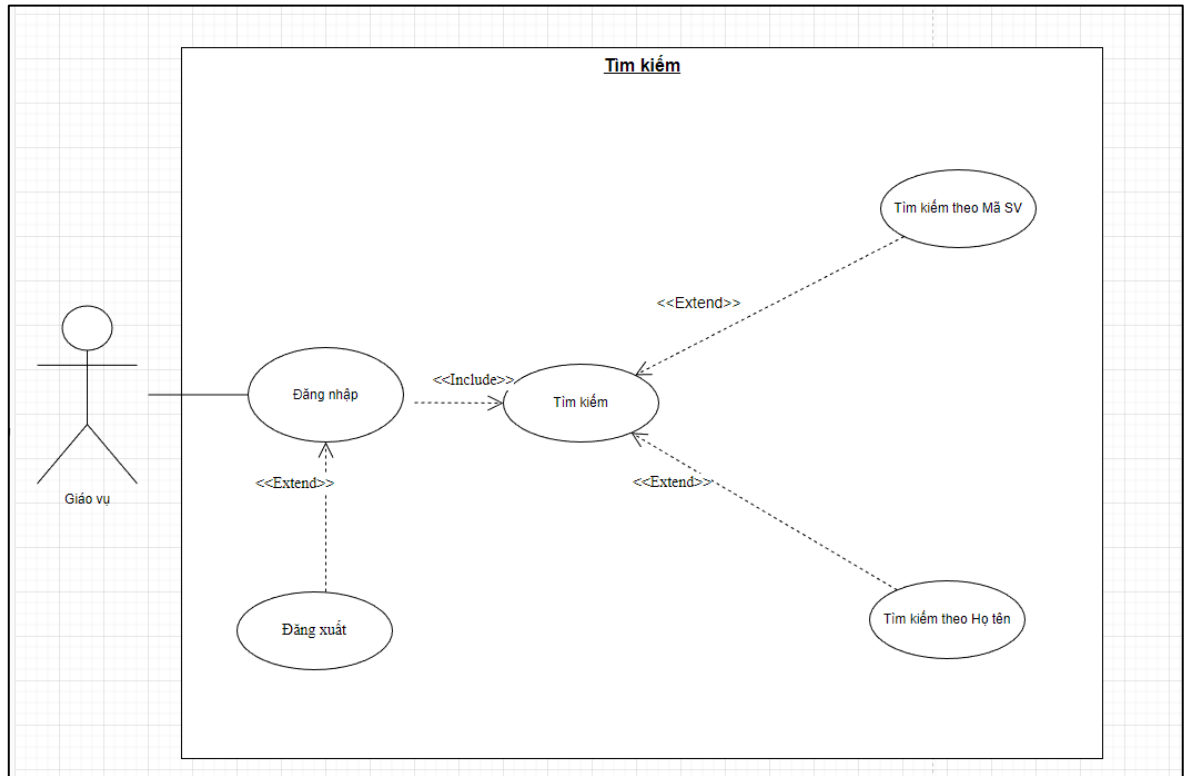 Tìm kiếm
Tìm kiếm theo Mã SV
<<Extend>>
<<Include>>
Đăng nhập
Tìm kiếm
<<Extend>>
<<Extend>>
Giáo vụ
Tìm kiếm theo Họ tên
Đăng xuất